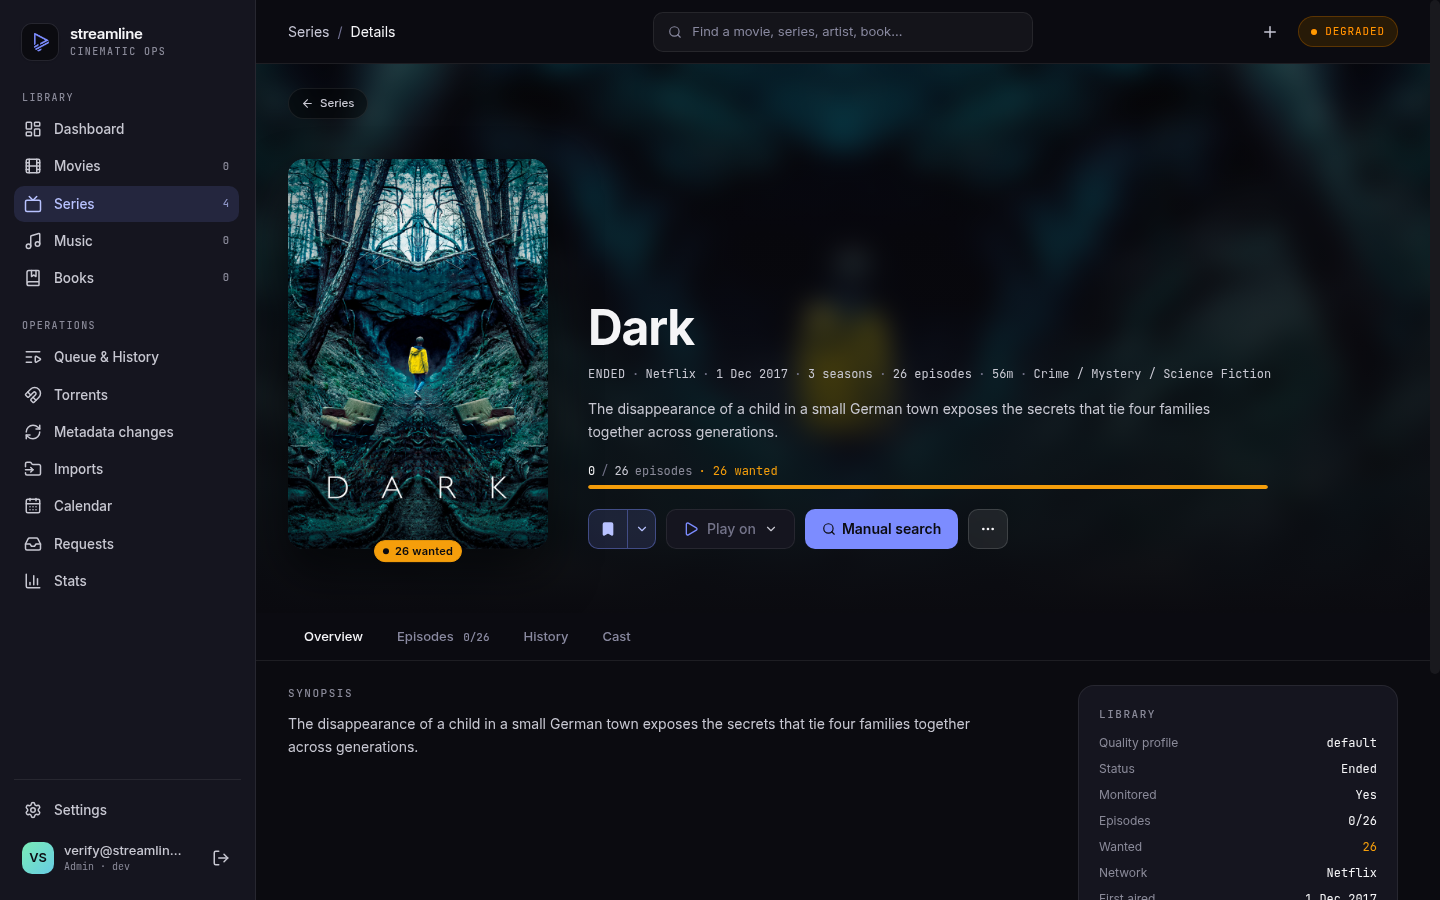 streamline
CINEMATIC OPS
LIBRARY
Dashboard
Movies 0
Series 4
Music 0
Books 0
OPERATIONS
Queue & History
Torrents
Metadata changes
Imports
Calendar
Requests
Stats
Settings
VS
verify@streamlin...
Admin · dev
Series / Details
Find a movie, series, artist, book...
DEGRADED
Series
DARK
26 wanted
Dark
ENDED · Netflix · 1 Dec 2017 · 3 seasons · 26 episodes · 56m · Crime / Mystery / Science Fiction
The disappearance of a child in a small German town exposes the secrets that tie four families
together across generations.
0 / 26 episodes · 26 wanted
Play on
Manual search
Overview
Episodes 0/26
History
Cast
SYNOPSIS
The disappearance of a child in a small German town exposes the secrets that tie four families together
across generations.
LIBRARY
Quality profile default
Status Ended
Monitored Yes
Episodes 0/26
Wanted 26
Network Netflix
First aired 1 Dec 2017